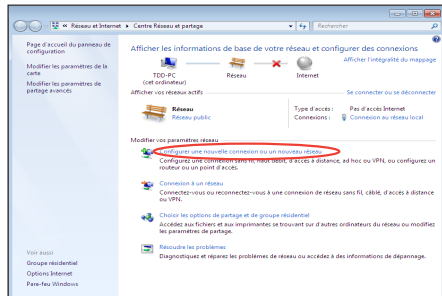 Réseau et Internet ▸ Centre Réseau et partage
Rechercher
Page d'accueil du panneau de
configuration
Modifier les paramètres de la
carte
Modifier les paramètres de
partage avancés
Afficher les informations de base de votre réseau et configurer des connexions
Afficher l'intégralité du mappage
TDD-PC
(cet ordinateur)
Réseau
Internet
Afficher vos réseaux actifs
Se connecter ou se déconnecter
Réseau
Réseau public
Type d'accès : Pas d'accès Internet
Connexions : Connexion au réseau local
Modifier vos paramètres réseau
Configurer une nouvelle connexion ou un nouveau réseau
Configurez une connexion sans fil, haut débit, d'accès à distance, ad hoc ou VPN, ou configurez un
routeur ou un point d'accès.
Connexion à un réseau
Connectez-vous ou reconnectez-vous à une connexion de réseau sans fil, câblé, d'accès à distance
ou VPN.
Choisir les options de partage et de groupe résidentiel
Accédez aux fichiers et aux imprimantes se trouvant sur d'autres ordinateurs du réseau ou modifiez
les paramètres de partage.
Résoudre les problèmes
Diagnostiquez et réparez les problèmes de réseau ou accédez à des informations de dépannage.
Voir aussi
Groupe résidentiel
Options Internet
Pare-feu Windows